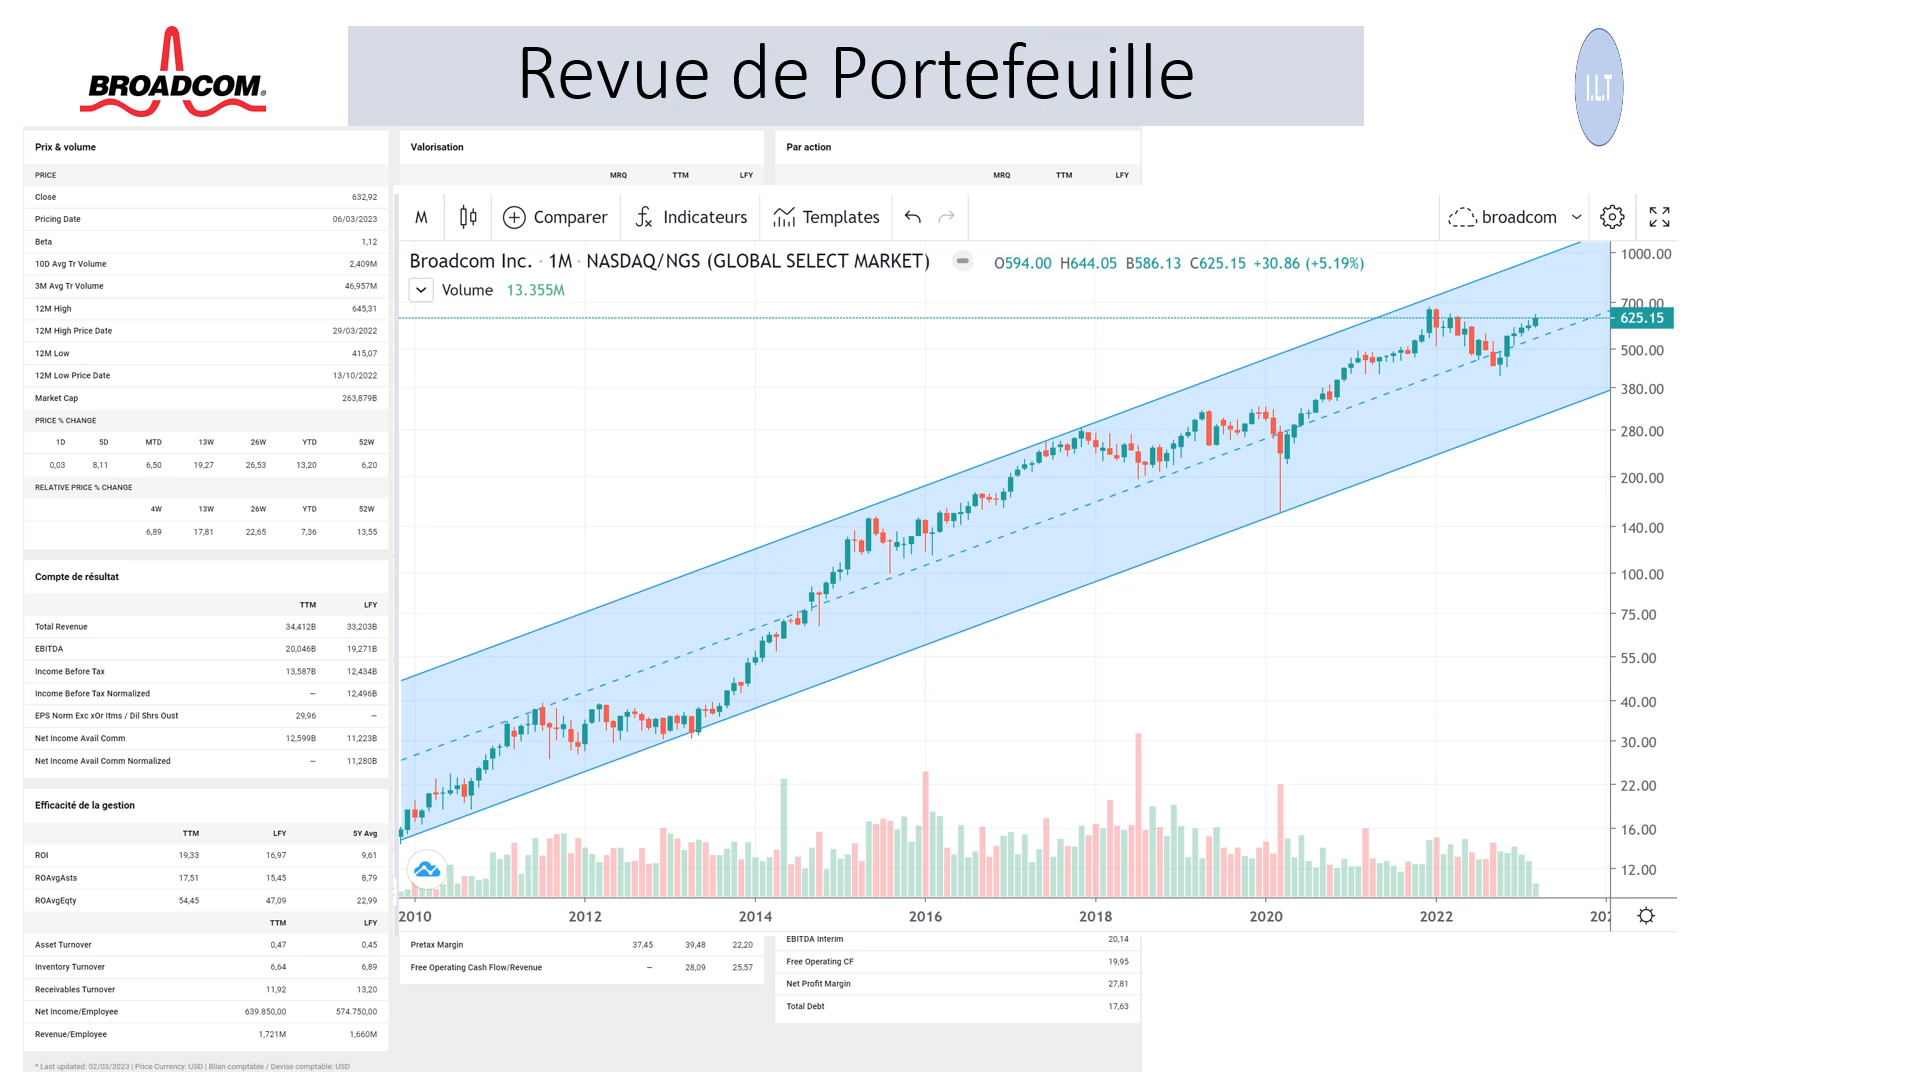 BROADCOM®
Revue de Portefeuille
I.L.T
Prix & volume
PRICE
Close 632,92
Pricing Date 06/03/2023
Beta 1,12
10D Avg Tr Volume 2,409M
3M Avg Tr Volume 46,957M
12M High 645,31
12M High Price Date 29/03/2022
12M Low 415,07
12M Low Price Date 13/10/2022
Market Cap 263,879B
PRICE % CHANGE
1D 5D MTD 13W 26W YTD 52W
0,03 8,11 6,50 19,27 26,53 13,20 6,20
RELATIVE PRICE % CHANGE
4W 13W 26W YTD 52W
6,89 17,81 22,65 7,36 13,55
Compte de résultat
TTM LFY
Total Revenue 34,412B 33,203B
EBITDA 20,046B 19,271B
Income Before Tax 13,587B 12,434B
Income Before Tax Normalized – 12,496B
EPS Norm Exc xOr Itms / Dil Shrs Oust 29,96 –
Net Income Avail Comm 12,599B 11,223B
Net Income Avail Comm Normalized – 11,280B
Efficacité de la gestion
TTM LFY 5Y Avg
ROI 19,33 16,97 9,61
ROAvgAsts 17,51 15,45 8,79
ROAvgEqty 54,45 47,09 22,99
TTM LFY
Asset Turnover 0,47 0,45
Inventory Turnover 6,64 6,89
Receivables Turnover 11,92 13,20
Net Income/Employee 639.850,00 574.750,00
Revenue/Employee 1,721M 1,660M
* Last updated: 02/03/2023 | Price Currency: USD | Bilan comptable / Devise comptable: USD
Valorisation
MRQ TTM LFY
Par action
MRQ TTM LFY
M Comparer Indicateurs Templates broadcom
Broadcom Inc. · 1M · NASDAQ/NGS (GLOBAL SELECT MARKET) O594.00 H644.05 B586.13 C625.15 +30.86 (+5.19%)
Volume 13.355M
1000.00
700.00
625.15
500.00
380.00
280.00
200.00
140.00
100.00
75.00
55.00
40.00
30.00
22.00
16.00
12.00
2010 2012 2014 2016 2018 2020 2022 202
Pretax Margin 37,45 39,48 22,20
Free Operating Cash Flow/Revenue – 28,09 25,57
EBITDA Interim 20,14
Free Operating CF 19,95
Net Profit Margin 27,81
Total Debt 17,63